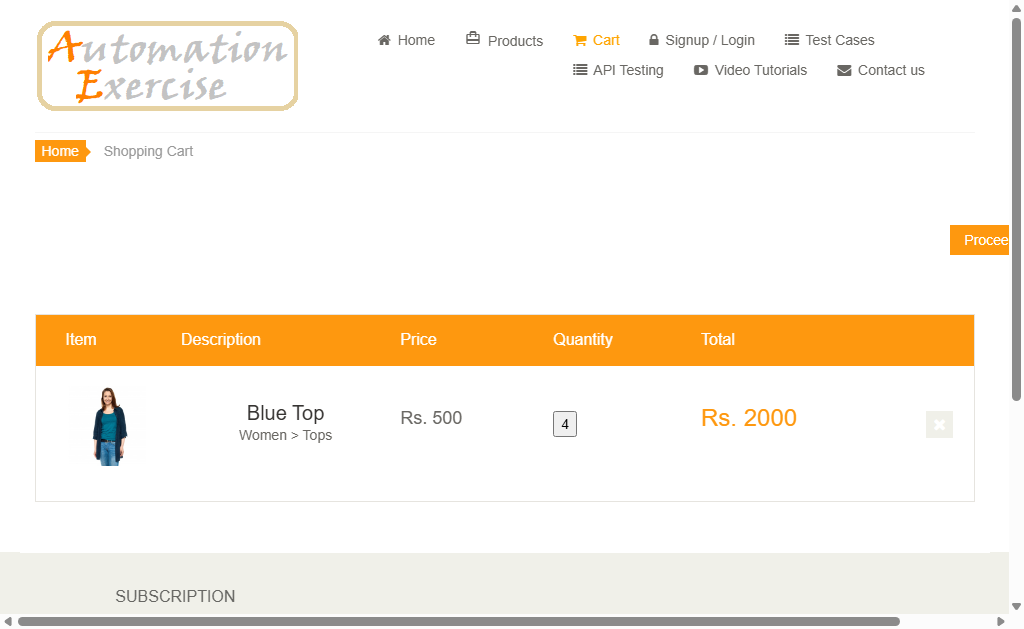 Automation
Exercise
Home
Products
Cart
Signup / Login
Test Cases
API Testing
Video Tutorials
Contact us
Home
Shopping Cart
Procee
Item Description Price Quantity Total
Blue Top
Women > Tops
Rs. 500
4
Rs. 2000
SUBSCRIPTION